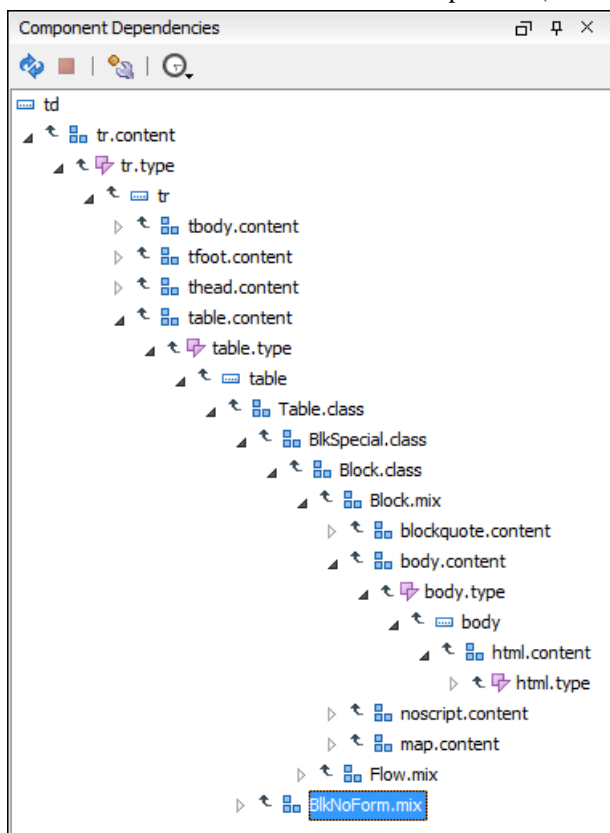 Component Dependencies
td
tr.content
tr.type
tr
tbody.content
tfoot.content
thead.content
table.content
table.type
table
Table.class
BlkSpecial.class
Block.class
Block.mix
blockquote.content
body.content
body.type
body
html.content
html.type
noscript.content
map.content
Flow.mix
BlkNoForm.mix